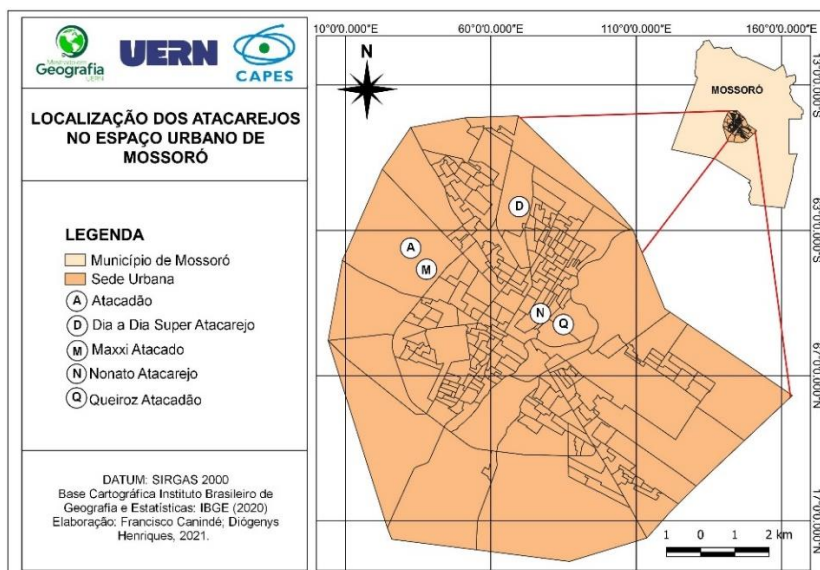 Mestrado em
Geografia
UERN
UERN
CAPES
LOCALIZAÇÃO DOS ATACAREJOS
NO ESPAÇO URBANO DE
MOSSORÓ
LEGENDA
Município de Mossoró
Sede Urbana
A Atacadão
D Dia a Dia Super Atacarejo
M Maxxi Atacado
N Nonato Atacarejo
Q Queiroz Atacadão
DATUM: SIRGAS 2000
Base Cartográfica Instituto Brasileiro de
Geografia e Estatísticas: IBGE (2020)
Elaboração: Francisco Canindé; Diógenys
Henriques, 2021.
10°0'0.000"E 60°0'0.000"E 110°0'0.000"E 160°0'0.000"E
N
MOSSORÓ
D
A
M
N
Q
1 0 1 2 km